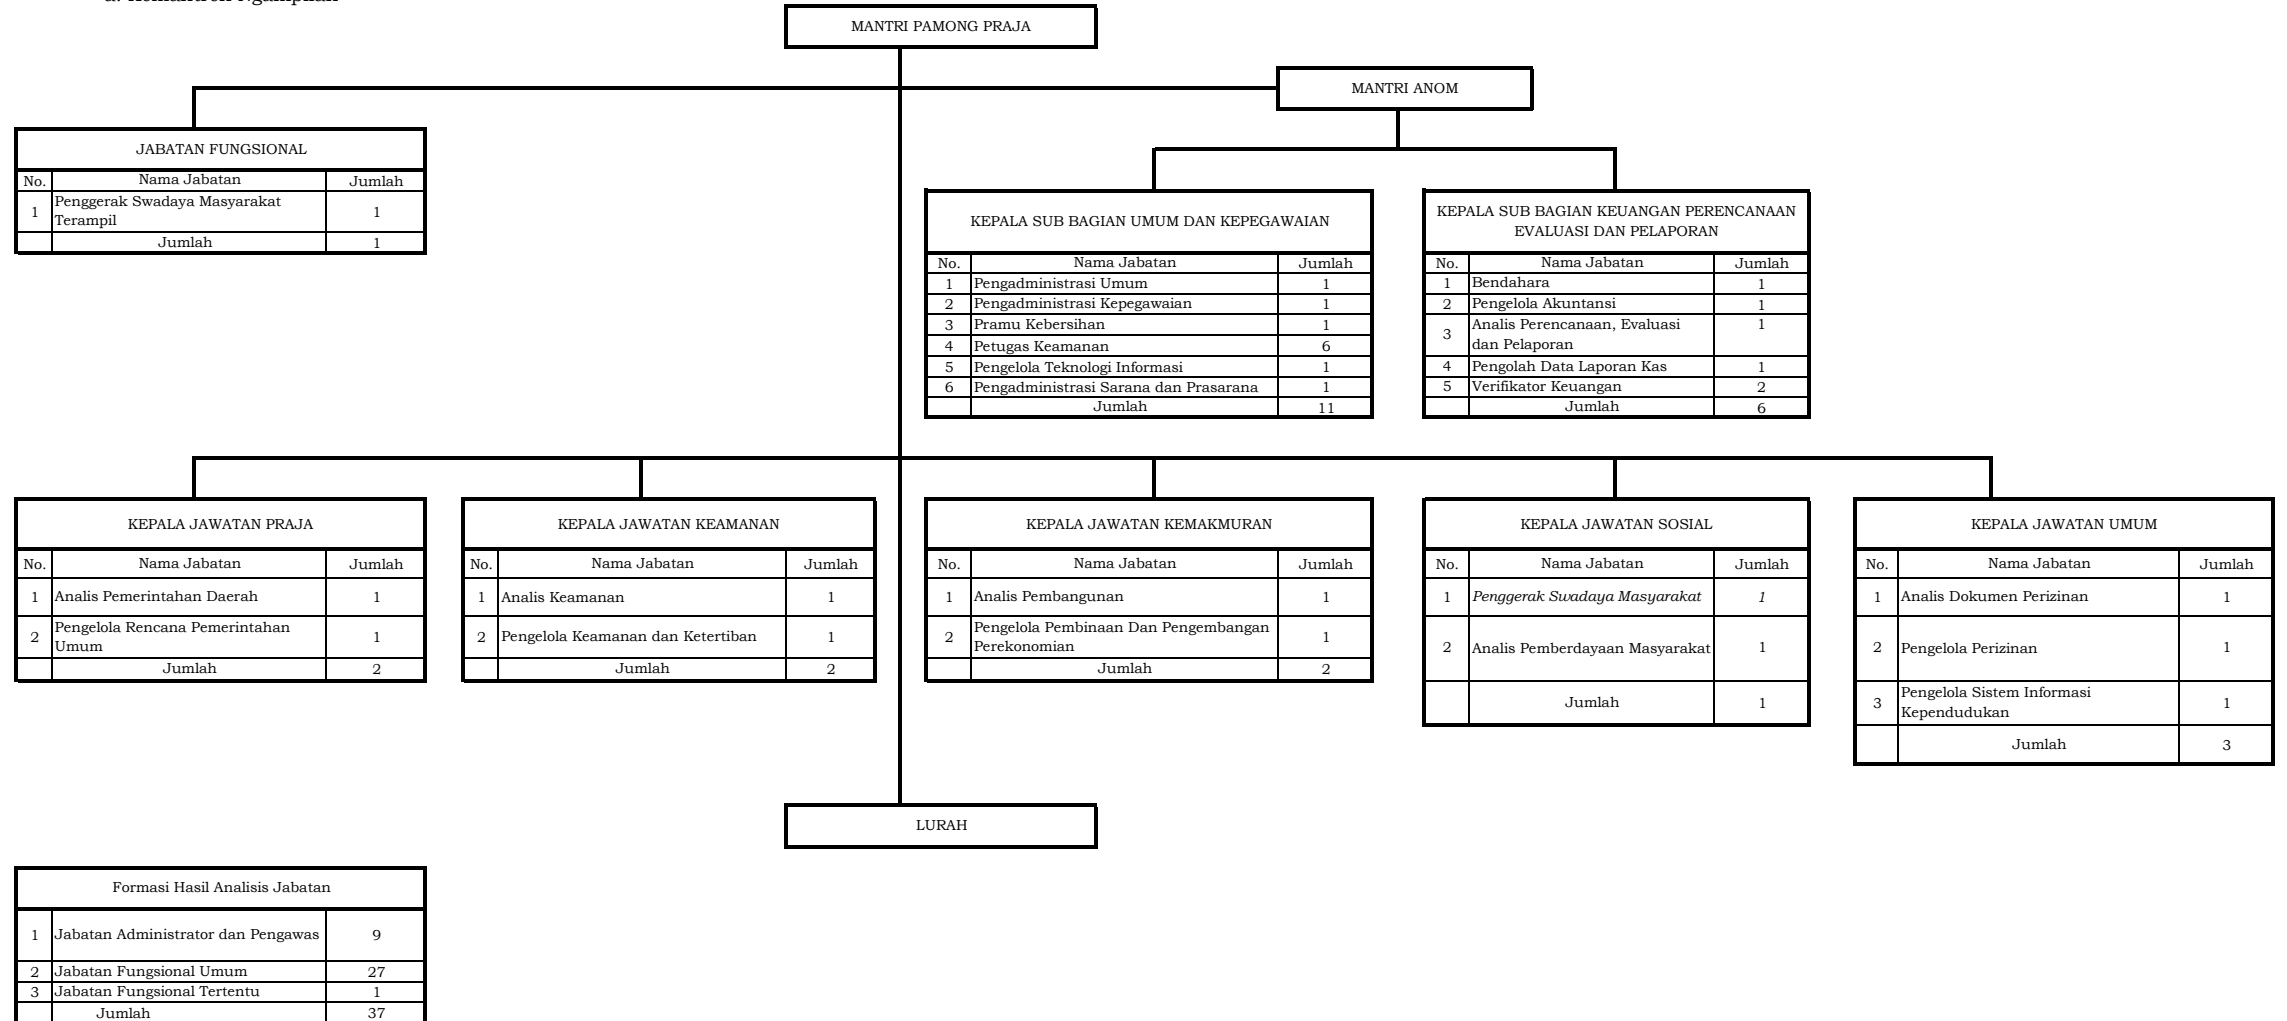 MANTRI PAMONG PRAJA
MANTRI ANOM
JABATAN FUNGSIONAL
No. Nama Jabatan Jumlah
1 Penggerak Swadaya Masyarakat Terampil 1
Jumlah 1
KEPALA SUB BAGIAN UMUM DAN KEPEGAWAIAN
No. Nama Jabatan Jumlah
1 Pengadministrasi Umum 1
2 Pengadministrasi Kepegawaian 1
3 Pramu Kebersihan 1
4 Petugas Keamanan 6
5 Pengelola Teknologi Informasi 1
6 Pengadministrasi Sarana dan Prasarana 1
Jumlah 11
KEPALA SUB BAGIAN KEUANGAN PERENCANAAN
EVALUASI DAN PELAPORAN
No. Nama Jabatan Jumlah
1 Bendahara 1
2 Pengelola Akuntansi 1
3 Analis Perencanaan, Evaluasi dan Pelaporan 1
4 Pengolah Data Laporan Kas 1
5 Verifikator Keuangan 2
Jumlah 6
KEPALA JAWATAN PRAJA
No. Nama Jabatan Jumlah
1 Analis Pemerintahan Daerah 1
2 Pengelola Rencana Pemerintahan Umum 1
Jumlah 2
KEPALA JAWATAN KEAMANAN
No. Nama Jabatan Jumlah
1 Analis Keamanan 1
2 Pengelola Keamanan dan Ketertiban 1
Jumlah 2
KEPALA JAWATAN KEMAKMURAN
No. Nama Jabatan Jumlah
1 Analis Pembangunan 1
2 Pengelola Pembinaan Dan Pengembangan Perekonomian 1
Jumlah 2
KEPALA JAWATAN SOSIAL
No. Nama Jabatan Jumlah
1 Penggerak Swadaya Masyarakat 1
2 Analis Pemberdayaan Masyarakat 1
Jumlah 1
KEPALA JAWATAN UMUM
No. Nama Jabatan Jumlah
1 Analis Dokumen Perizinan 1
2 Pengelola Perizinan 1
3 Pengelola Sistem Informasi Kependudukan 1
Jumlah 3
LURAH
Formasi Hasil Analisis Jabatan
1 Jabatan Administrator dan Pengawas 9
2 Jabatan Fungsional Umum 27
3 Jabatan Fungsional Tertentu 1
Jumlah 37